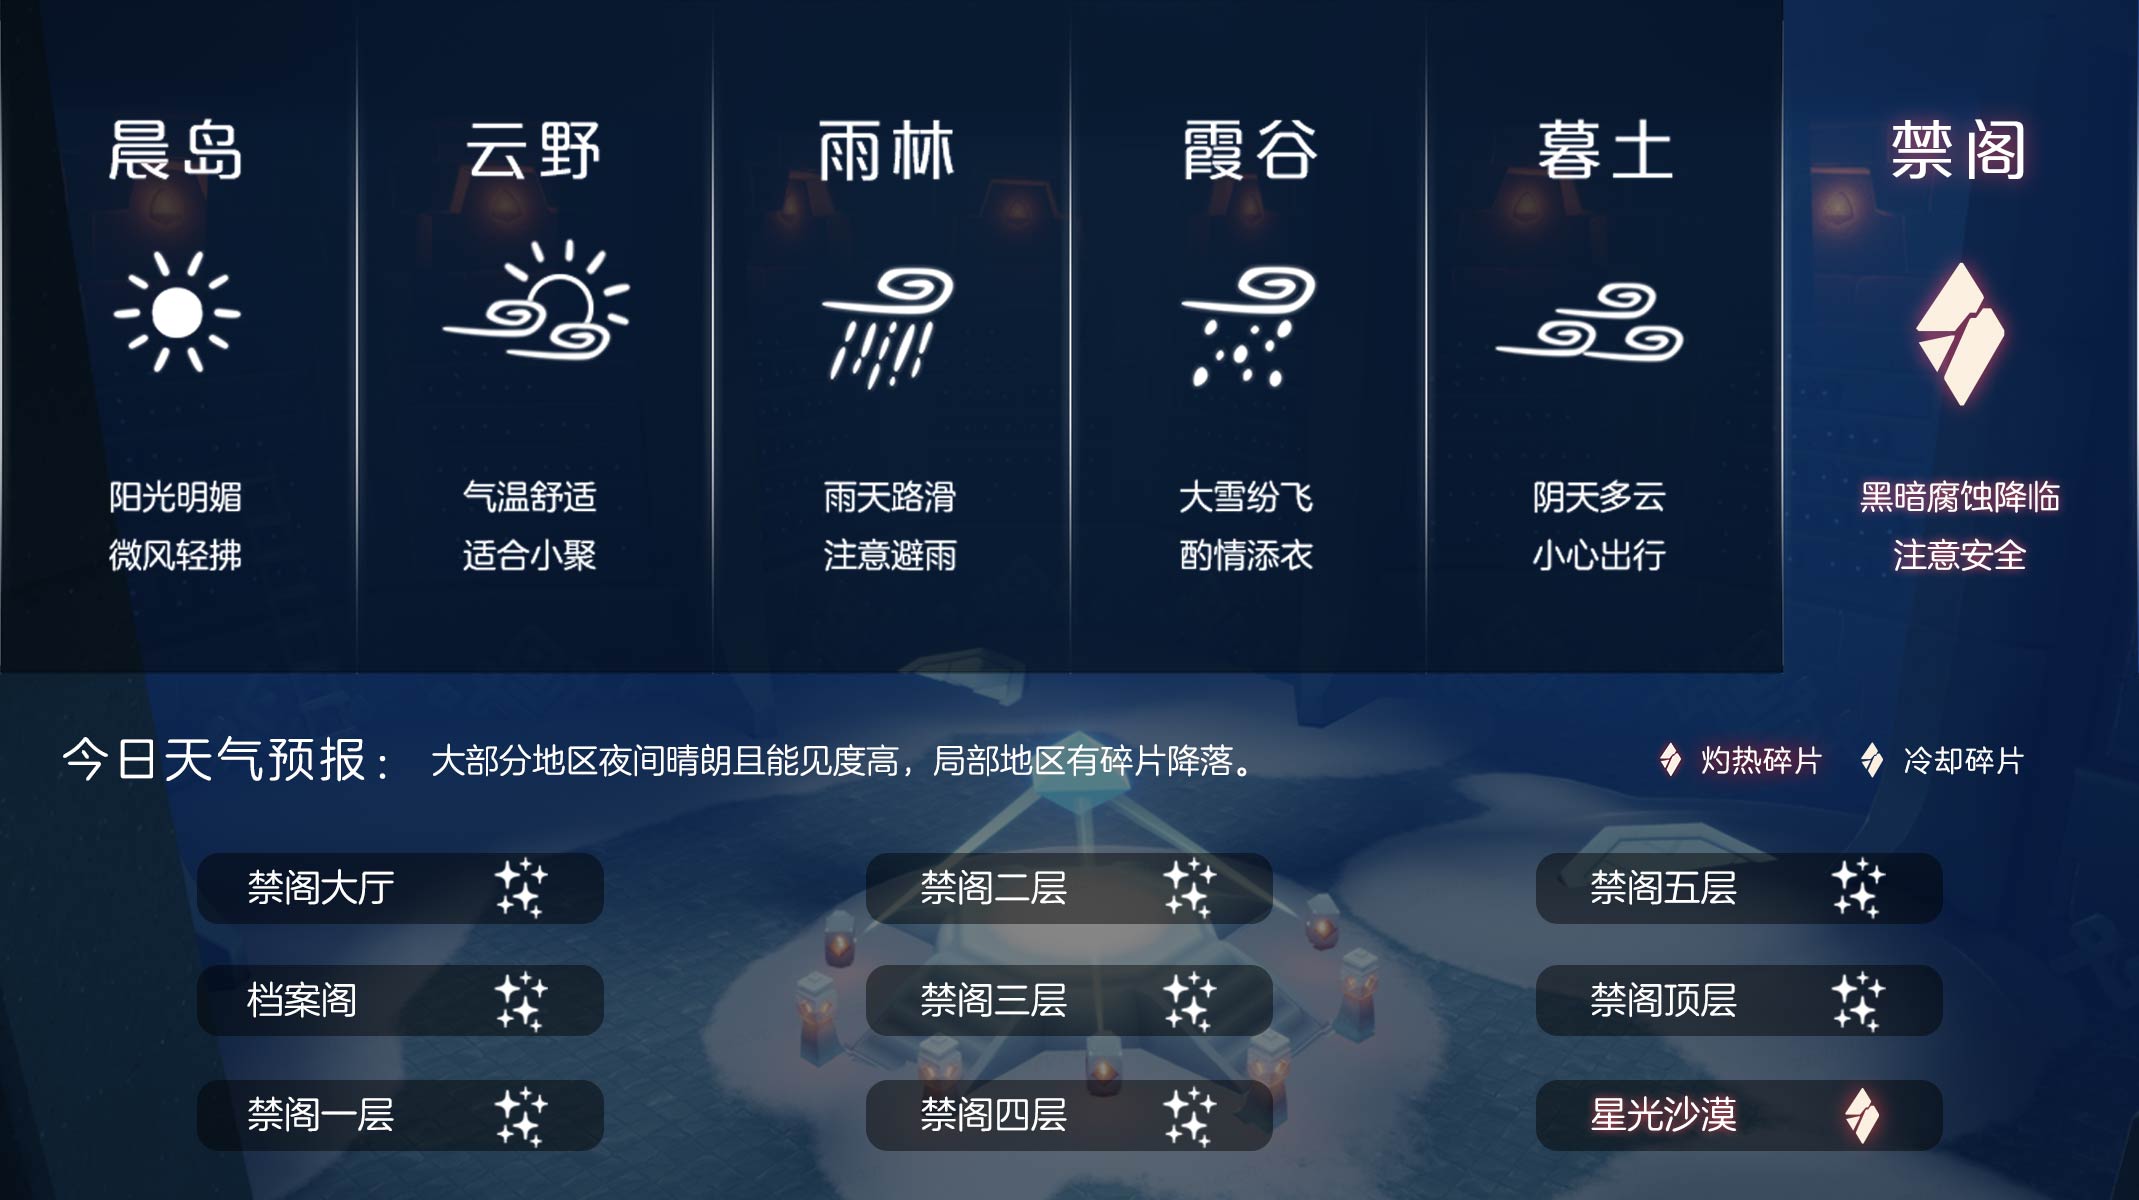 晨岛
云野
雨林
霞谷
暮土
禁阁
阳光明媚
微风轻拂
气温舒适
适合小聚
雨天路滑
注意避雨
大雪纷飞
酌情添衣
阴天多云
小心出行
黑暗腐蚀降临
注意安全
今日天气预报：
大部分地区夜间晴朗且能见度高，局部地区有碎片降落。
灼热碎片
冷却碎片
禁阁大厅
禁阁二层
禁阁五层
档案阁
禁阁三层
禁阁顶层
禁阁一层
禁阁四层
星光沙漠